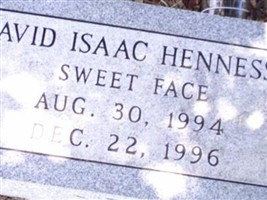 AVID ISAAC HENNESS
SWEET FACE
AUG. 30, 1994
DEC. 22, 1996